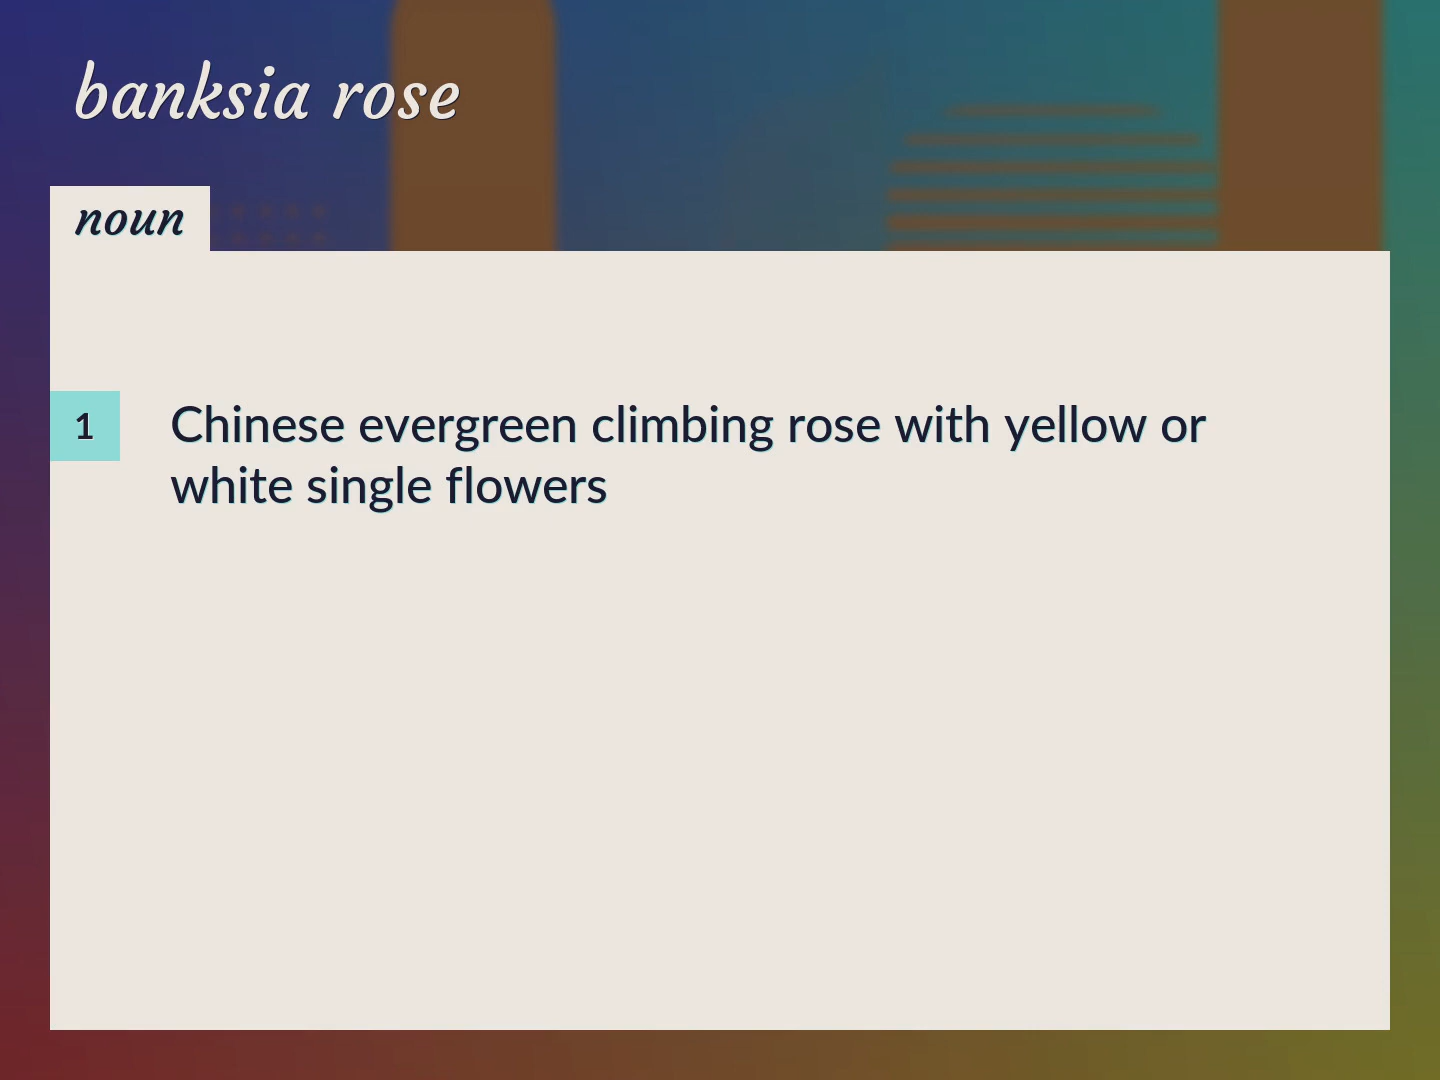 banksia rose
noun
1
Chinese evergreen climbing rose with yellow or
white single flowers